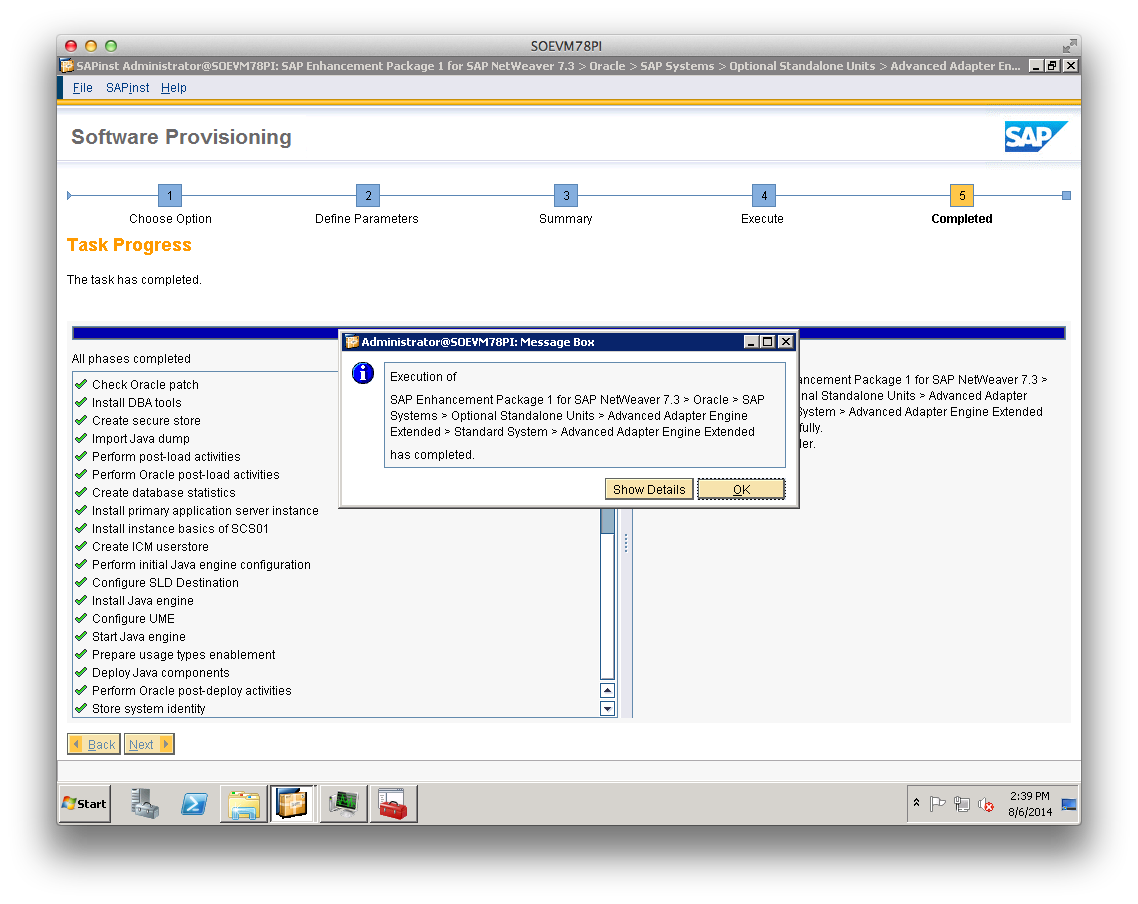 SOEVM78PI
SAPinst Administrator@SOEVM78PI: SAP Enhancement Package 1 for SAP NetWeaver 7.3 > Oracle > SAP Systems > Optional Standalone Units > Advanced Adapter En...
File SAPinst Help
Software Provisioning
SAP
1 2 3 4 5
Choose Option Define Parameters Summary Execute Completed
Task Progress
The task has completed.
All phases completed
Check Oracle patch
Install DBA tools
Create secure store
Import Java dump
Perform post-load activities
Perform Oracle post-load activities
Create database statistics
Install primary application server instance
Install instance basics of SCS01
Create ICM userstore
Perform initial Java engine configuration
Configure SLD Destination
Install Java engine
Configure UME
Start Java engine
Prepare usage types enablement
Deploy Java components
Perform Oracle post-deploy activities
Store system identity
Administrator@SOEVM78PI: Message Box
Execution of
SAP Enhancement Package 1 for SAP NetWeaver 7.3 > Oracle > SAP
Systems > Optional Standalone Units > Advanced Adapter Engine
Extended > Standard System > Advanced Adapter Engine Extended
has completed.
Show Details OK
ancement Package 1 for SAP NetWeaver 7.3 >
nal Standalone Units > Advanced Adapter
System > Advanced Adapter Engine Extended
fully.
er.
Back Next
Start
2:39 PM
8/6/2014